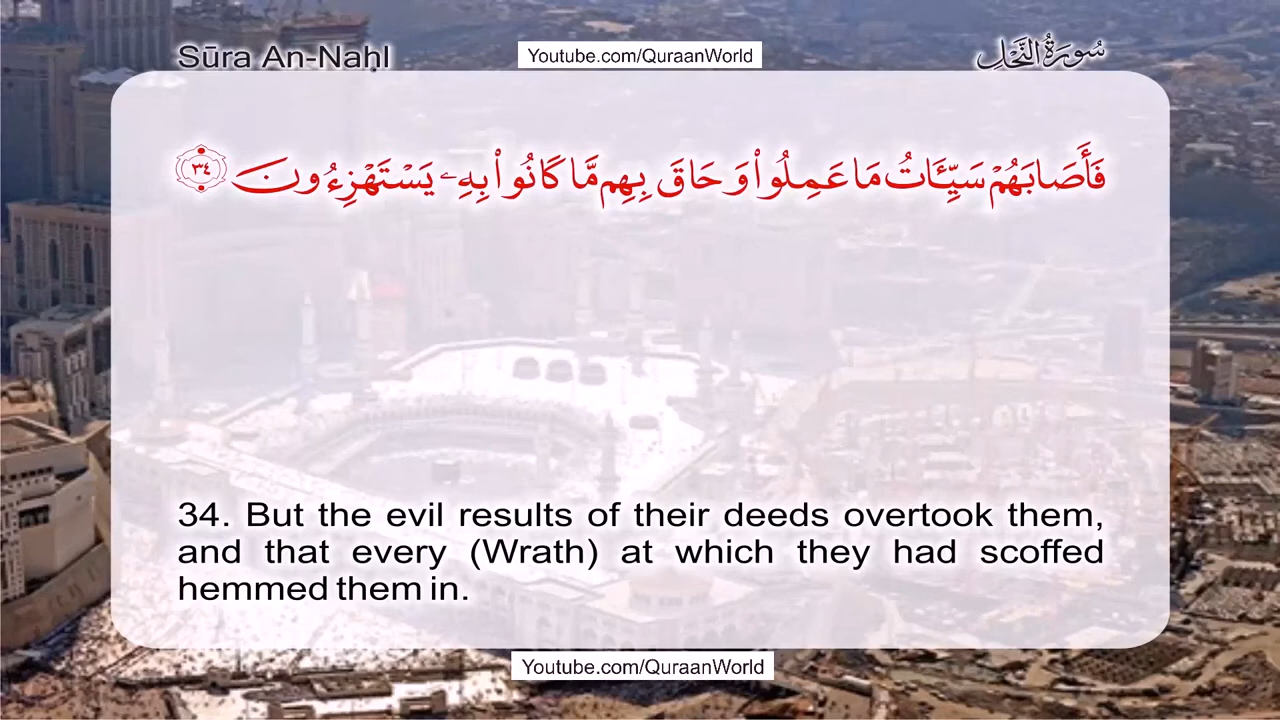 Sūra An-Naḥl
Youtube.com/QuraanWorld
سُورَةُ النَّحْلِ
فَأَصَابَهُمْ سَيِّـَٔاتُ مَا عَمِلُوا۟ وَحَاقَ بِهِم مَّا كَانُوا۟ بِهِۦ يَسْتَهْزِءُونَ ٣٤
34. But the evil results of their deeds overtook them,
and that every (Wrath) at which they had scoffed
hemmed them in.
Youtube.com/QuraanWorld